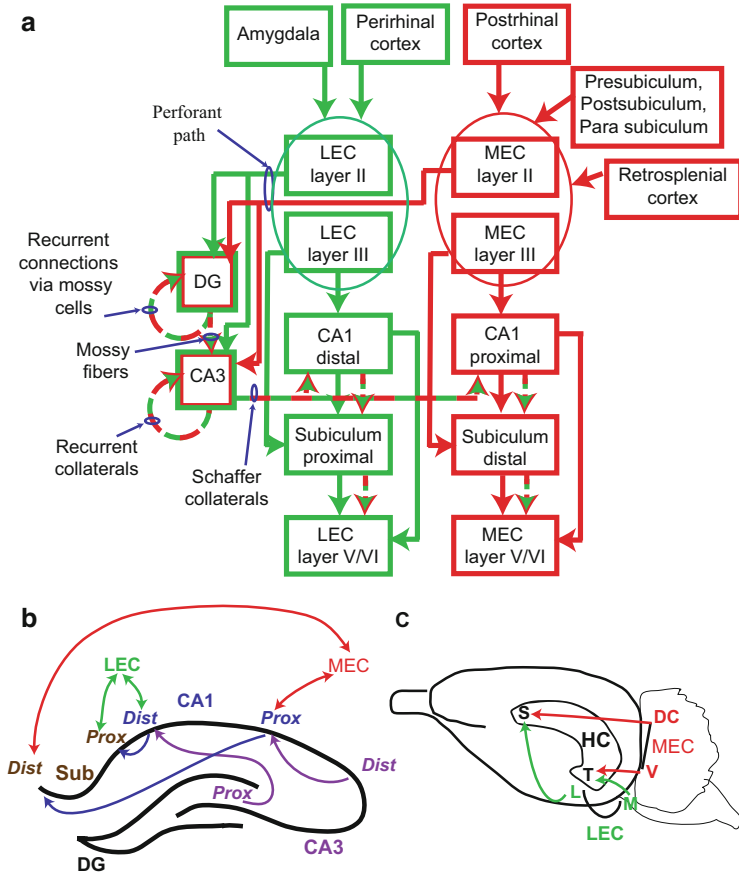 a
Amygdala
Perirhinal
cortex
Postrhinal
cortex
Presubiculum,
Postsubiculum,
Para subiculum
Retrosplenial
cortex
Perforant
path
LEC
layer II
MEC
layer II
LEC
layer III
MEC
layer III
Recurrent
connections
via mossy
cells
DG
Mossy
fibers
CA3
CA1
distal
CA1
proximal
Recurrent
collaterals
Schaffer
collaterals
Subiculum
proximal
Subiculum
distal
LEC
layer V/VI
MEC
layer V/VI
b
LEC
MEC
CA1
Dist
Prox
Prox
Dist
Sub
Dist
Prox
CA3
DG
c
S
DC
HC
MEC
T
V
L
M
LEC